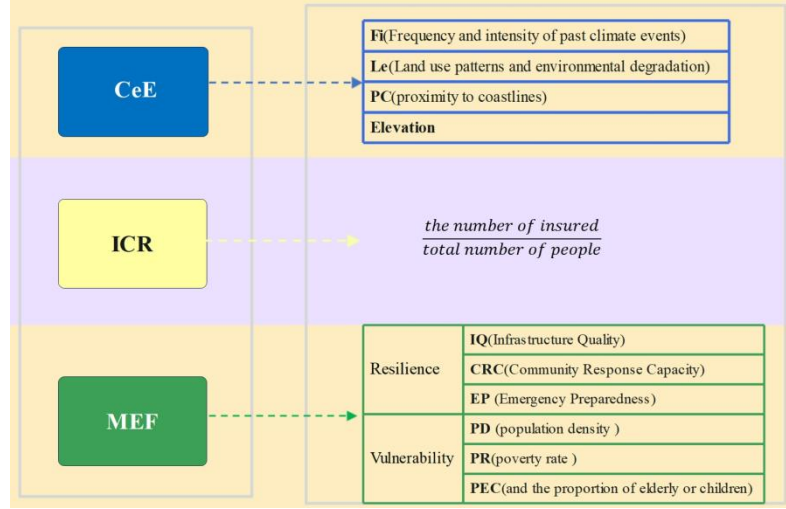 CeE
Fi(Frequency and intensity of past climate events)
Le(Land use patterns and environmental degradation)
PC(proximity to coastlines)
Elevation
ICR
the number of insured
total number of people
MEF
Resilience
IQ(Infrastructure Quality)
CRC(Community Response Capacity)
EP (Emergency Preparedness)
Vulnerability
PD (population density )
PR(poverty rate )
PEC(and the proportion of elderly or children)